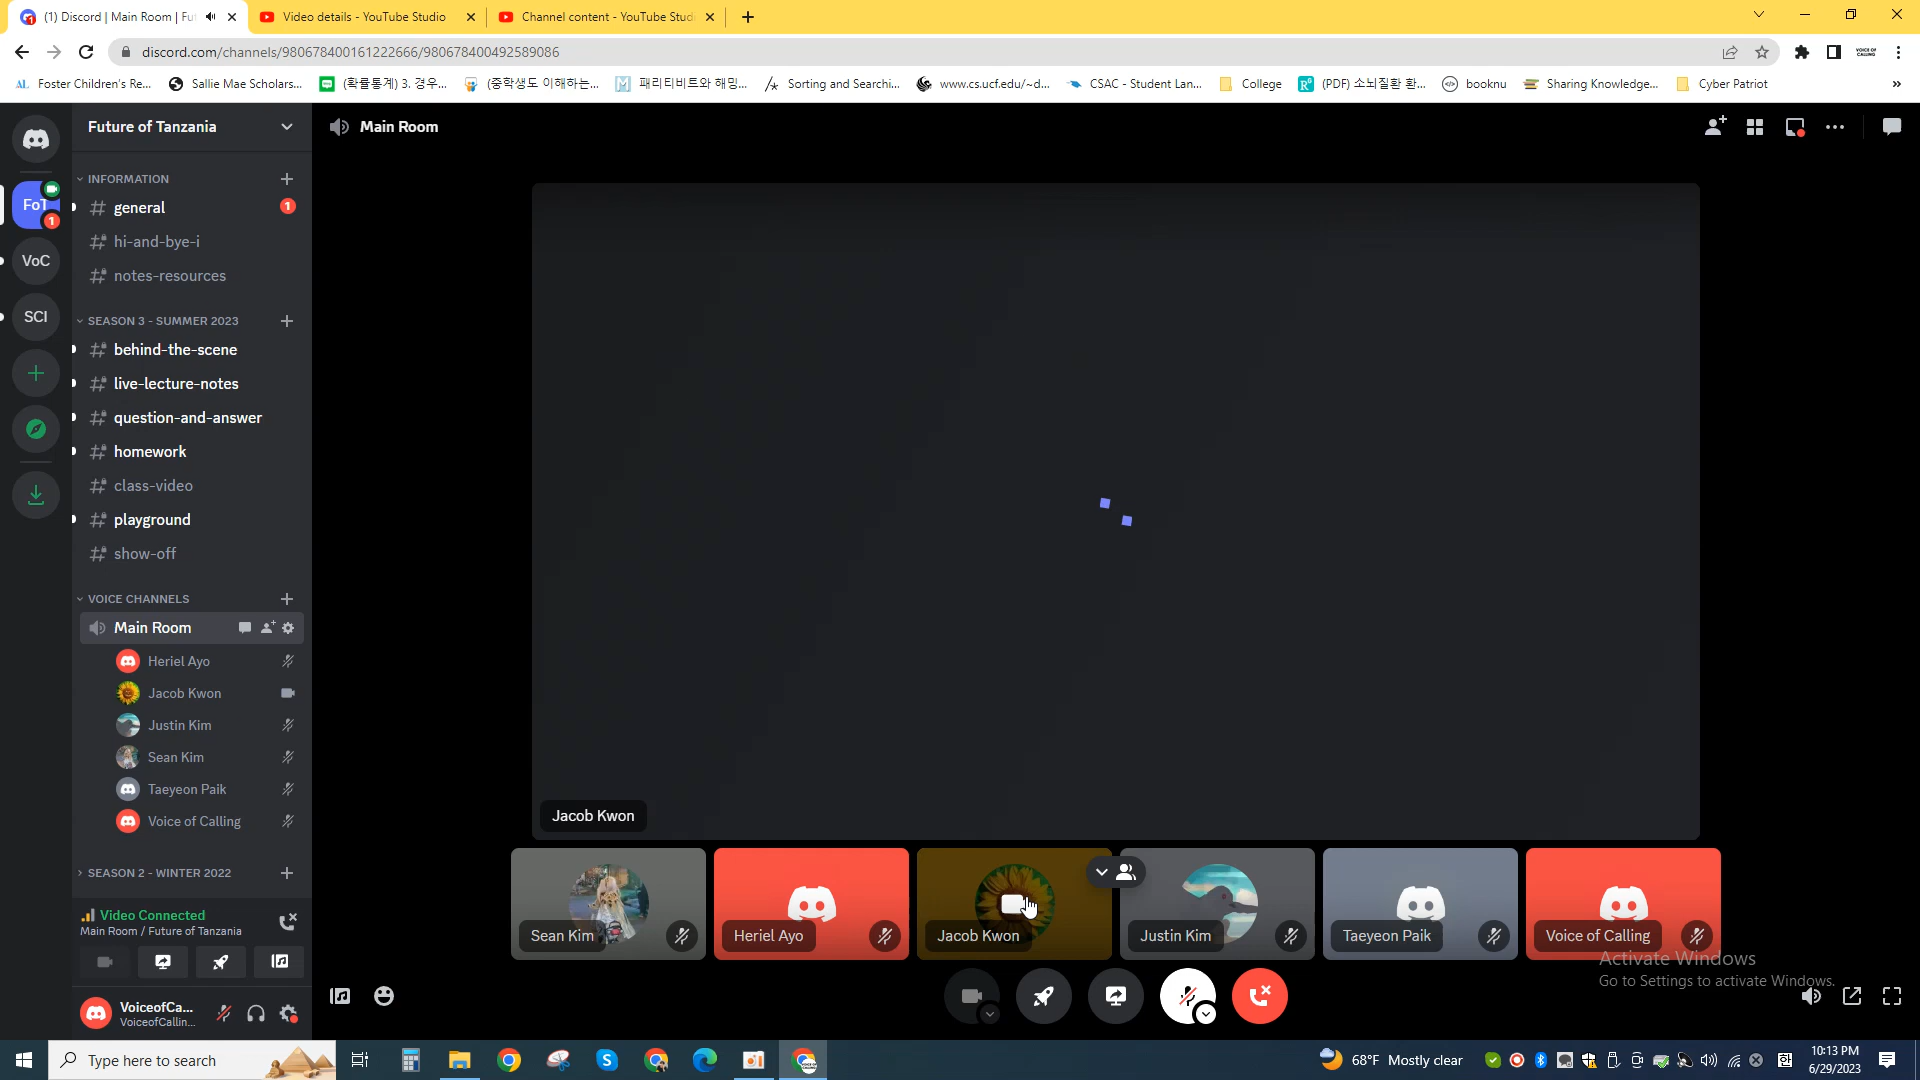 (1) Discord | Main Room | Fu
Video details - YouTube Studio
Channel content - YouTube Stud
discord.com/channels/980678400161222666/980678400492589086
VOICE OF
CALLING
Foster Children's Re...
Sallie Mae Scholars...
(확률통계) 3. 경우...
(중학생도 이해하는...
패리티비트와 해밍...
Sorting and Searchi...
www.cs.ucf.edu/~d...
CSAC - Student Lan...
College
(PDF) 소뇌질환 환...
booknu
Sharing Knowledge...
Cyber Patriot
»
Future of Tanzania
Main Room
INFORMATION
FoT
1
general
1
hi-and-bye-i
VoC
notes-resources
SCI
SEASON 3 - SUMMER 2023
behind-the-scene
live-lecture-notes
question-and-answer
homework
class-video
playground
show-off
VOICE CHANNELS
Main Room
Heriel Ayo
Jacob Kwon
Justin Kim
Sean Kim
Taeyeon Paik
Voice of Calling
SEASON 2 - WINTER 2022
Jacob Kwon
Sean Kim
Heriel Ayo
Jacob Kwon
Justin Kim
Taeyeon Paik
Voice of Calling
Video Connected
Main Room / Future of Tanzania
Activate Windows
Go to Settings to activate Windows.
VoiceofCa...
VoiceofCallin...
Type here to search
68°F Mostly clear
10:13 PM
6/29/2023